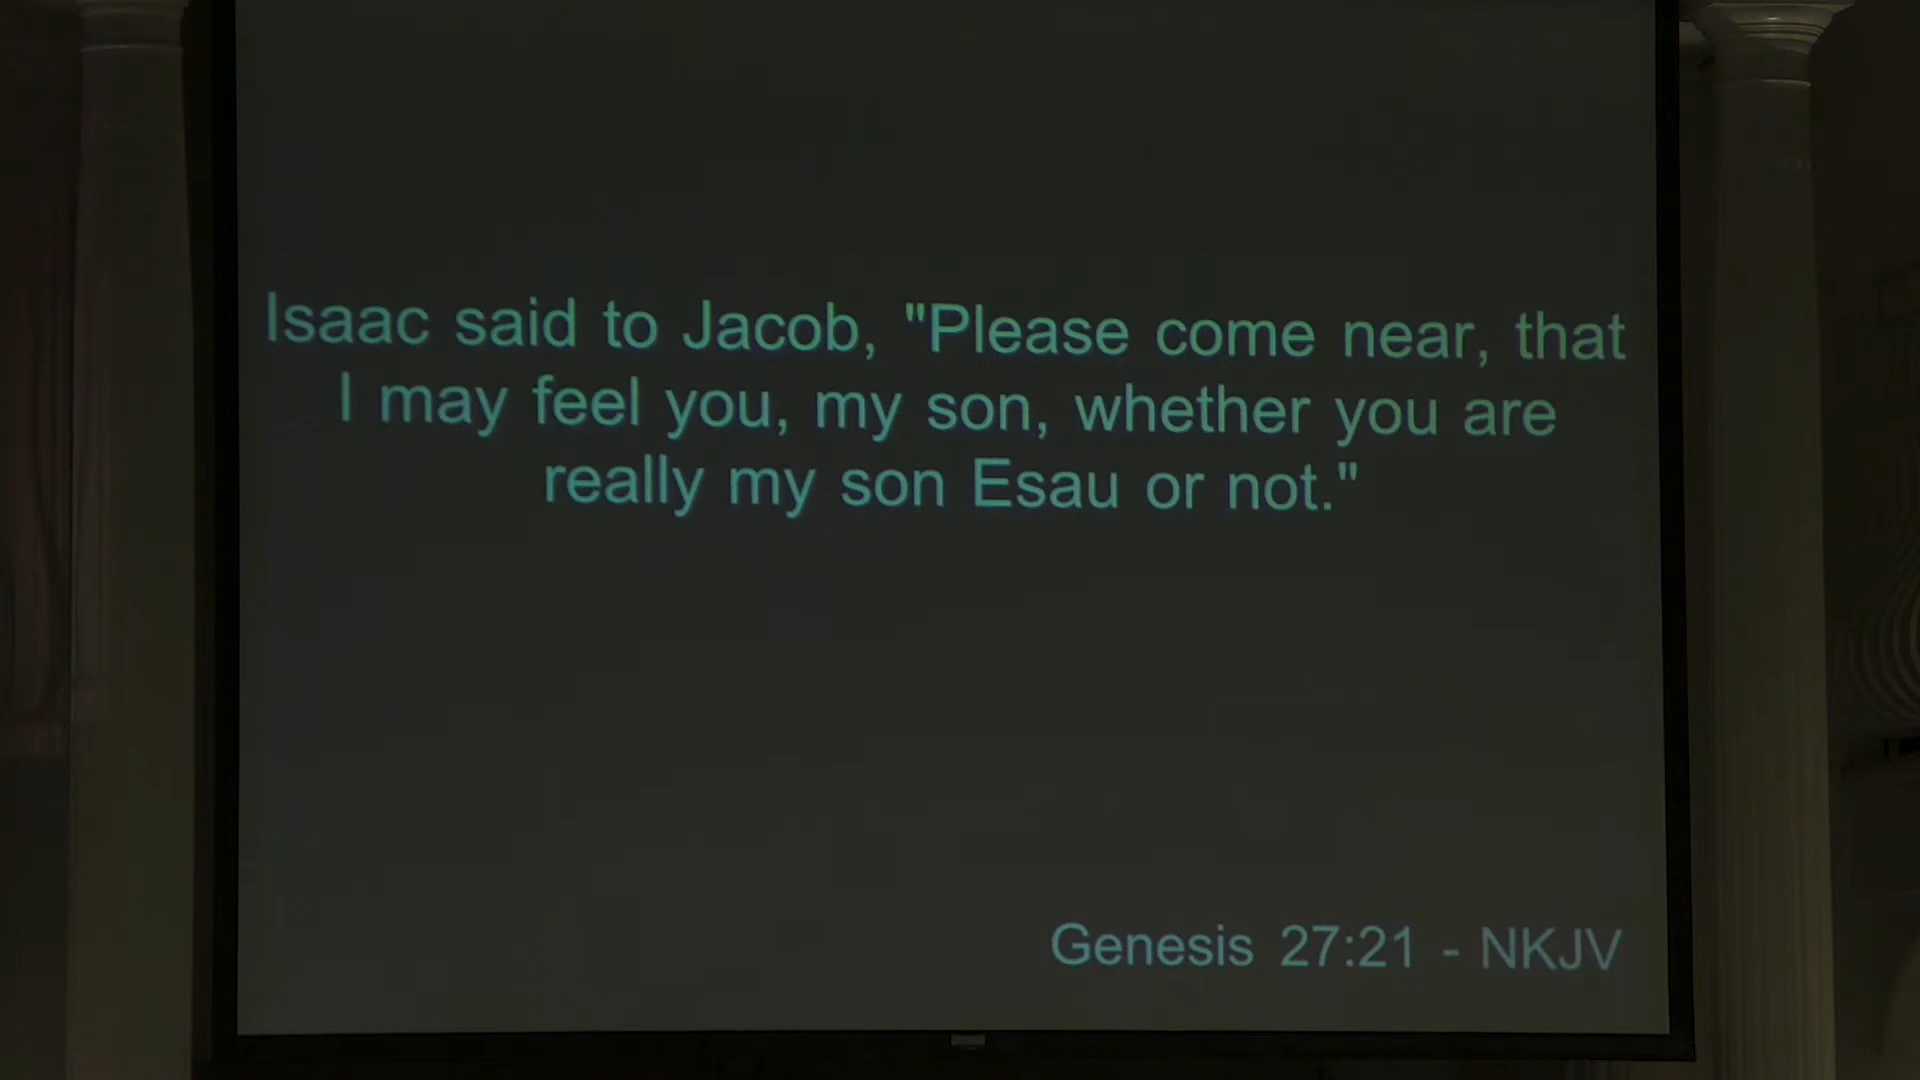 Isaac said to Jacob, "Please come near, that
I may feel you, my son, whether you are
really my son Esau or not."
Genesis 27:21 - NKJV